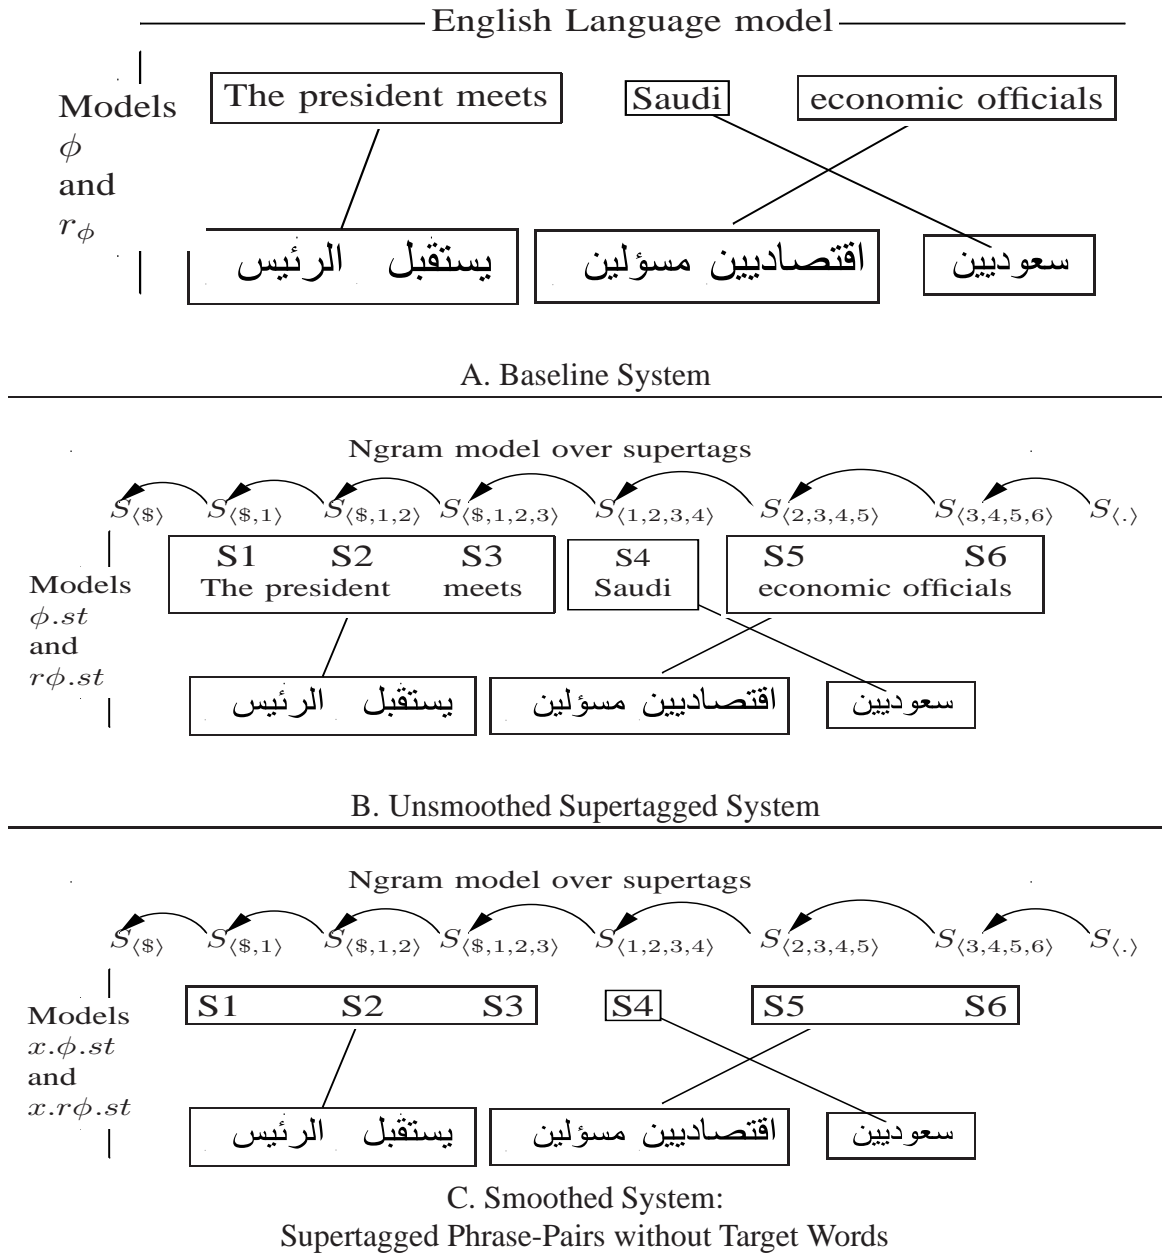 English Language model
Models
ϕ
and
r_ϕ
The president meets Saudi economic officials
يستقبل الرئيس اقتصاديين مسؤلين سعوديين
A. Baseline System
Ngram model over supertags
S⟨$⟩ S⟨$,1⟩ S⟨$,1,2⟩ S⟨$,1,2,3⟩ S⟨1,2,3,4⟩ S⟨2,3,4,5⟩ S⟨3,4,5,6⟩ S⟨.⟩
S1 S2 S3 S4 S5 S6
The president meets Saudi economic officials
Models
ϕ.st
and
rϕ.st
يستقبل الرئيس اقتصاديين مسؤلين سعوديين
B. Unsmoothed Supertagged System
Ngram model over supertags
S⟨$⟩ S⟨$,1⟩ S⟨$,1,2⟩ S⟨$,1,2,3⟩ S⟨1,2,3,4⟩ S⟨2,3,4,5⟩ S⟨3,4,5,6⟩ S⟨.⟩
S1 S2 S3 S4 S5 S6
Models
x.ϕ.st
and
x.rϕ.st
يستقبل الرئيس اقتصاديين مسؤلين سعوديين
C. Smoothed System:
Supertagged Phrase-Pairs without Target Words